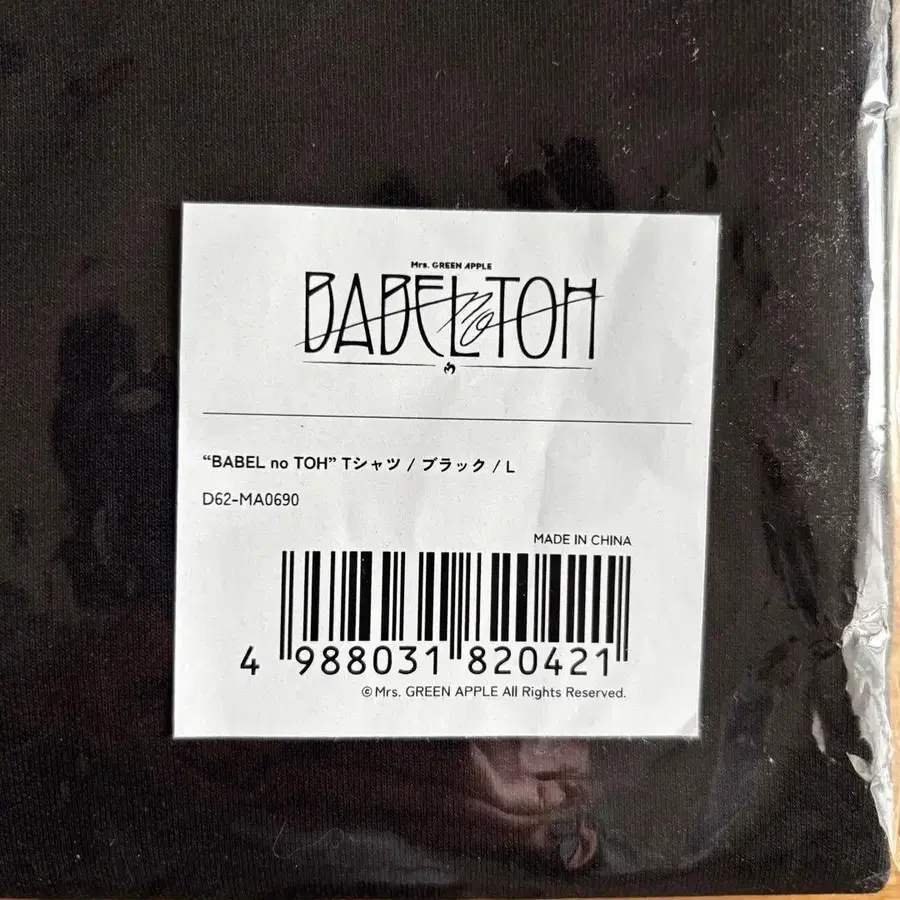 Mrs. GREEN APPLE
BABEL no TOH
“BABEL no TOH” Tシャツ / ブラック / L
D62-MA0690
MADE IN CHINA
4 988031 820421
©Mrs. GREEN APPLE All Rights Reserved.